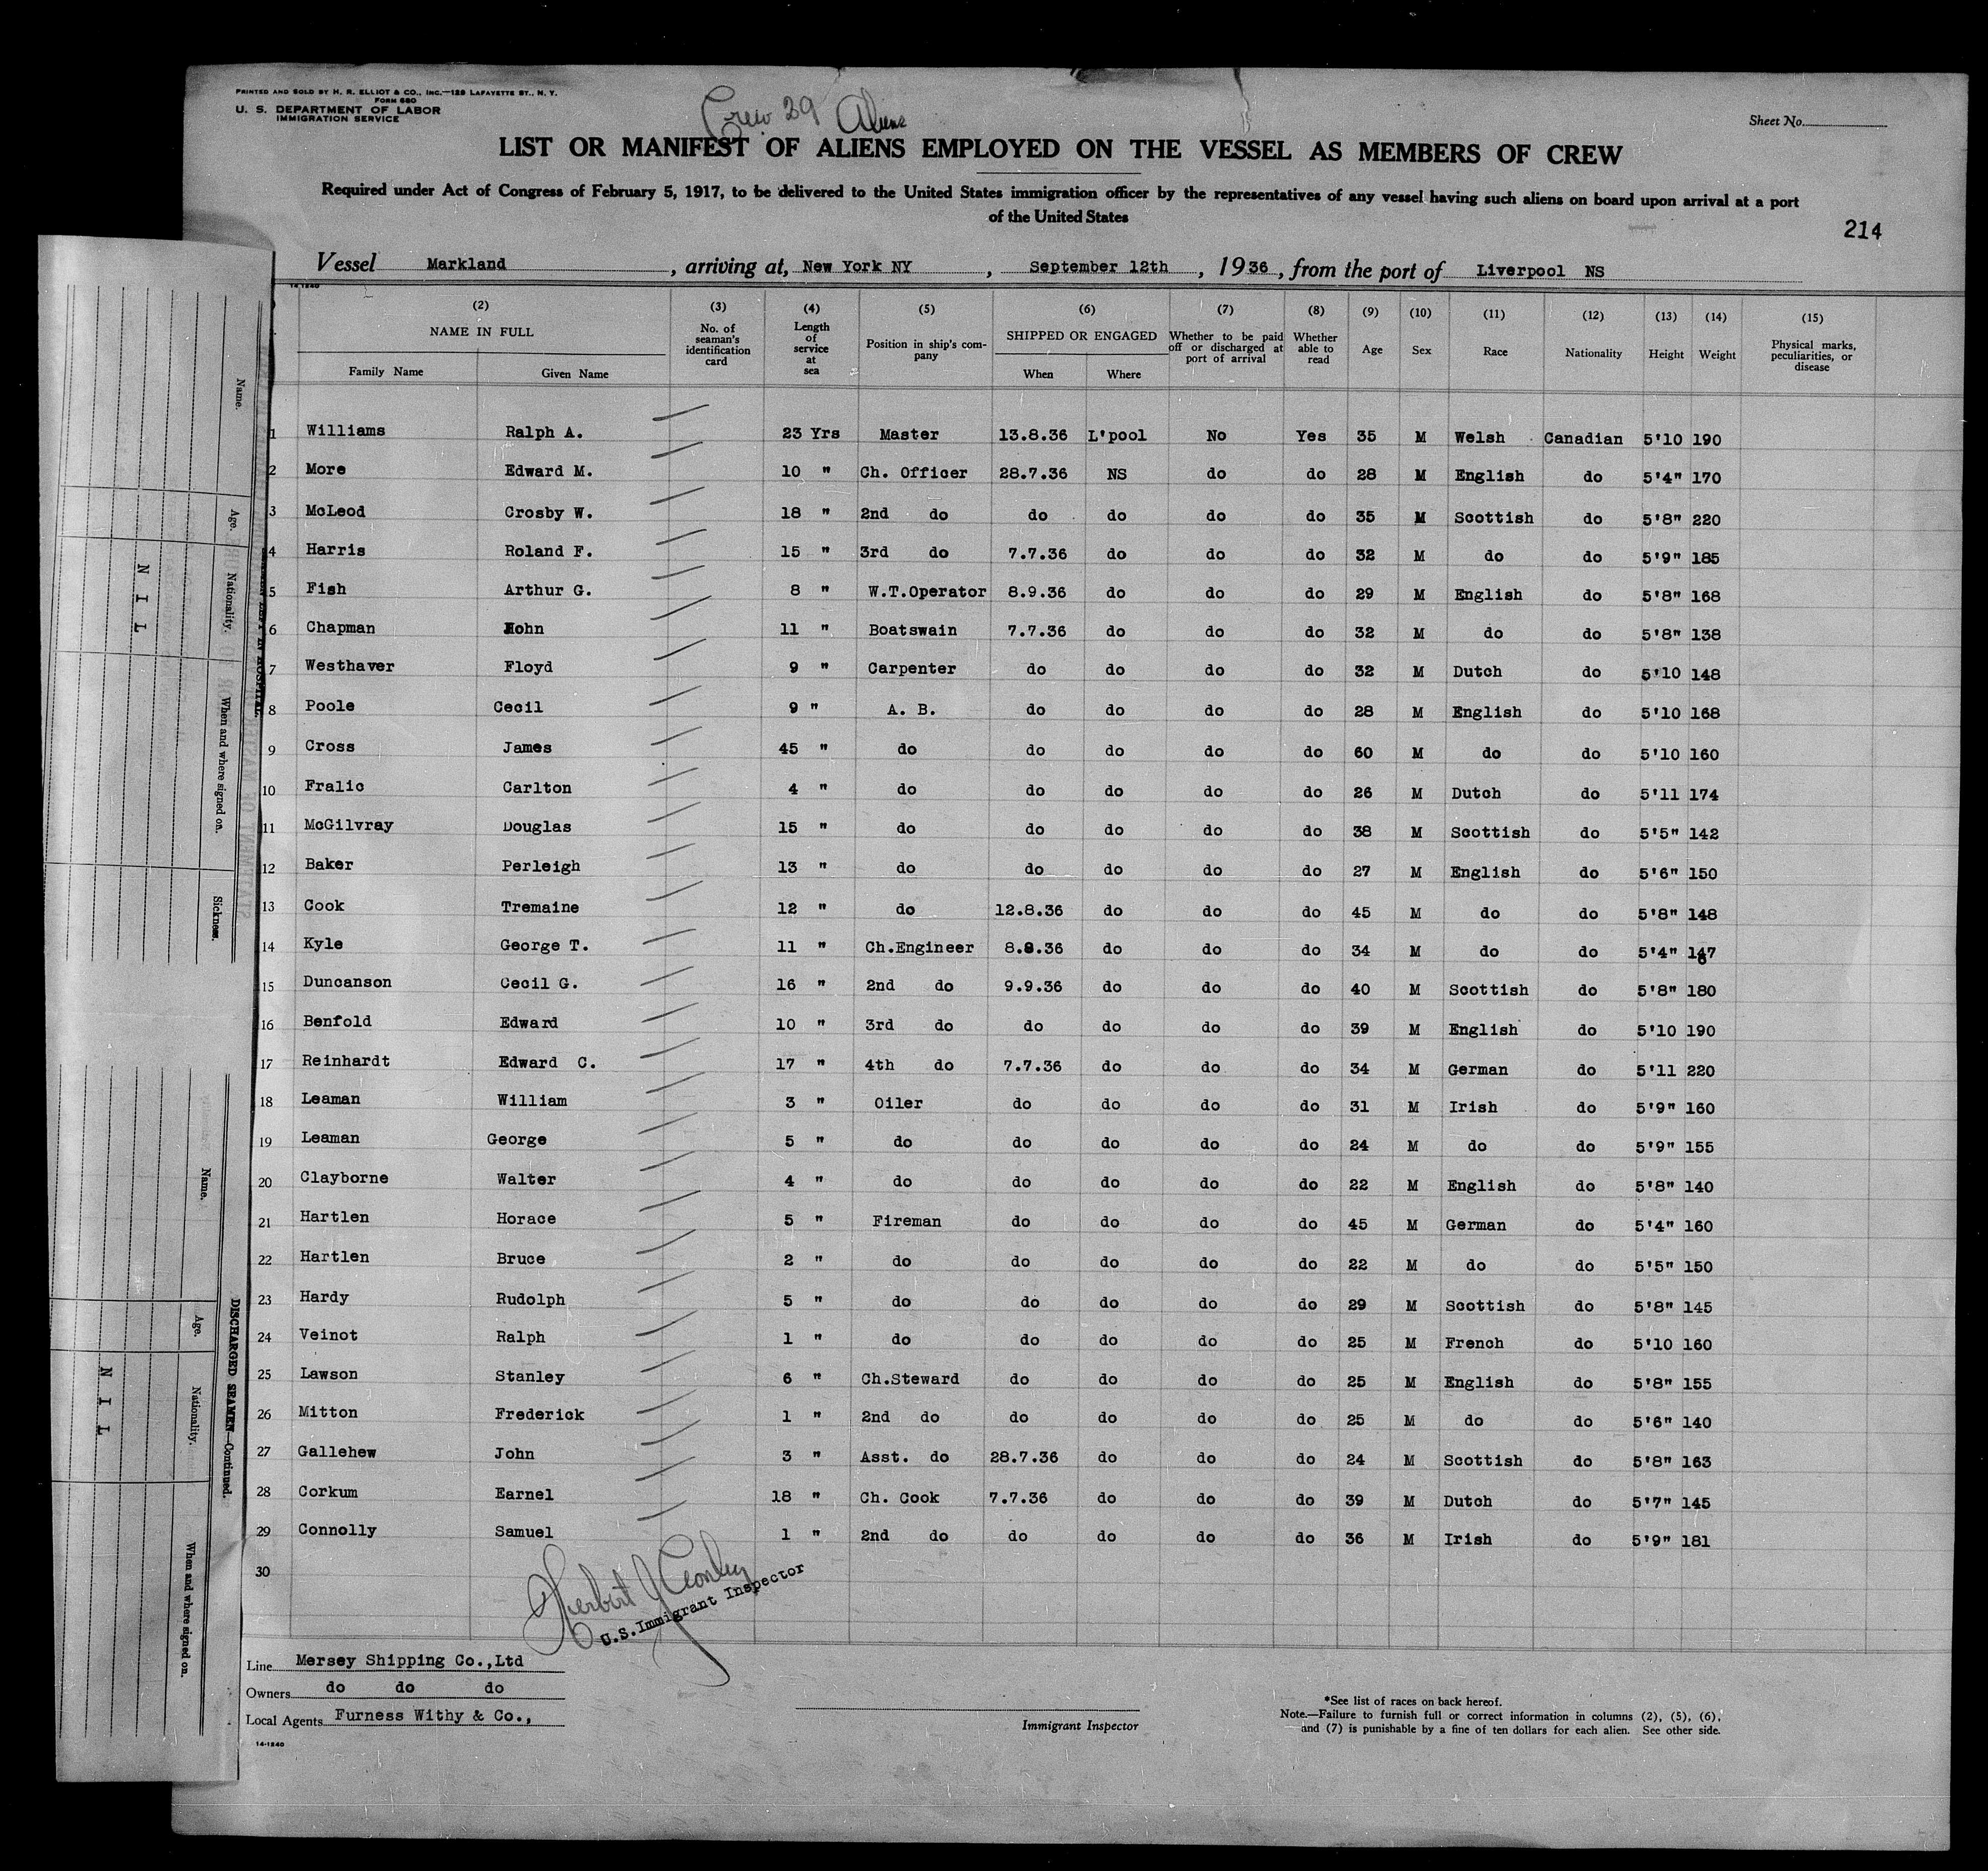 PRINTED AND SOLD BY H. R. ELLIOT & CO., INC.—129 LAFAYETTE ST., N. Y.
FORM 680
U. S. DEPARTMENT OF LABOR
IMMIGRATION SERVICE
Crew 29 Aliens
Sheet No.
LIST OR MANIFEST OF ALIENS EMPLOYED ON THE VESSEL AS MEMBERS OF CREW
Required under Act of Congress of February 5, 1917, to be delivered to the United States immigration officer by the representatives of any vessel having such aliens on board upon arrival at a port
of the United States
214
Vessel Markland, arriving at, New York NY, September 12th, 1936, from the port of Liverpool NS
14-1240
(2) (3) (4) (5) (6) (7) (8) (9) (10) (11) (12) (13) (14) (15)
NAME IN FULL No. of seaman's identification card Length of service at sea Position in ship's company SHIPPED OR ENGAGED Whether to be paid off or discharged at port of arrival Whether able to read Age Sex Race Nationality Height Weight Physical marks, peculiarities, or disease
Family Name Given Name When Where
1 Williams Ralph A. 23 Yrs Master 13.8.36 L'pool No Yes 35 M Welsh Canadian 5'10 190
2 More Edward M. 10 " Ch. Officer 28.7.36 NS do do 28 M English do 5'4" 170
3 McLeod Crosby W. 18 " 2nd do do do do do 35 M Scottish do 5'8" 220
4 Harris Roland F. 15 " 3rd do 7.7.36 do do do 32 M do do 5'9" 185
5 Fish Arthur G. 8 " W.T.Operator 8.9.36 do do do 29 M English do 5'8" 168
6 Chapman John 11 " Boatswain 7.7.36 do do do 32 M do do 5'8" 138
7 Westhaver Floyd 9 " Carpenter do do do do 32 M Dutch do 5'10 148
8 Poole Cecil 9 " A. B. do do do do 28 M English do 5'10 168
9 Cross James 45 " do do do do do 60 M do do 5'10 160
10 Fralic Carlton 4 " do do do do do 26 M Dutch do 5'11 174
11 McGilvray Douglas 15 " do do do do do 38 M Scottish do 5'5" 142
12 Baker Perleigh 13 " do do do do do 27 M English do 5'6" 150
13 Cook Tremaine 12 " do 12.8.36 do do do 45 M do do 5'8" 148
14 Kyle George T. 11 " Ch.Engineer 8.8.36 do do do 34 M do do 5'4" 147
15 Duncanson Cecil G. 16 " 2nd do 9.9.36 do do do 40 M Scottish do 5'8" 180
16 Benfold Edward 10 " 3rd do do do do do 39 M English do 5'10 190
17 Reinhardt Edward C. 17 " 4th do 7.7.36 do do do 34 M German do 5'11 220
18 Leaman William 3 " Oiler do do do do 31 M Irish do 5'9" 160
19 Leaman George 5 " do do do do do 24 M do do 5'9" 155
20 Clayborne Walter 4 " do do do do do 22 M English do 5'8" 140
21 Hartlen Horace 5 " Fireman do do do do 45 M German do 5'4" 160
22 Hartlen Bruce 2 " do do do do do 22 M do do 5'5" 150
23 Hardy Rudolph 5 " do do do do do 29 M Scottish do 5'8" 145
24 Veinot Ralph 1 " do do do do do 25 M French do 5'10 160
25 Lawson Stanley 6 " Ch.Steward do do do do 25 M English do 5'8" 155
26 Mitton Frederick 1 " 2nd do do do do do 25 M do do 5'6" 140
27 Gallehew John 3 " Asst. do 28.7.36 do do do 24 M Scottish do 5'8" 163
28 Corkum Earnel 18 " Ch. Cook 7.7.36 do do do 39 M Dutch do 5'7" 145
29 Connolly Samuel 1 " 2nd do do do do do 36 M Irish do 5'9" 181
30
Herbert J
U.S.Immigrant Inspector
Line Mersey Shipping Co.,Ltd
Owners do do do
Local Agents Furness Withy & Co.,
14-1240
Immigrant Inspector
*See list of races on back hereof.
Note.—Failure to furnish full or correct information in columns (2), (5), (6),
and (7) is punishable by a fine of ten dollars for each alien. See other side.
Name. Age. Nationality. When and where signed on. Sickness.
NIL
DISCHARGED SEAMEN—Continued.
Name. Age. Nationality. When and where signed on.
NIL